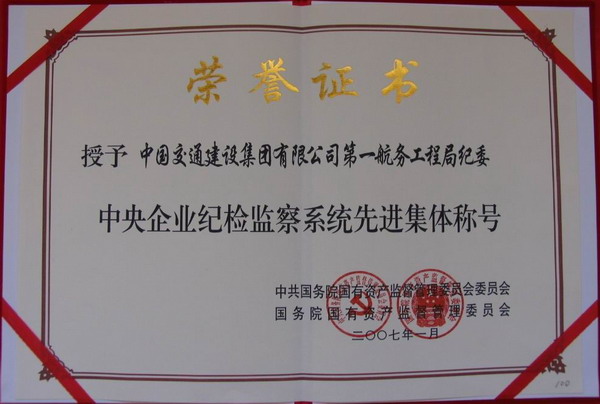 荣誉证书
授予 中国交通建设集团有限公司第一航务工程局纪委
中央企业纪检监察系统先进集体称号
中共国务院国有资产监督管理委员会委员会
国务院国有资产监督管理委员会
二〇〇七年一月
100